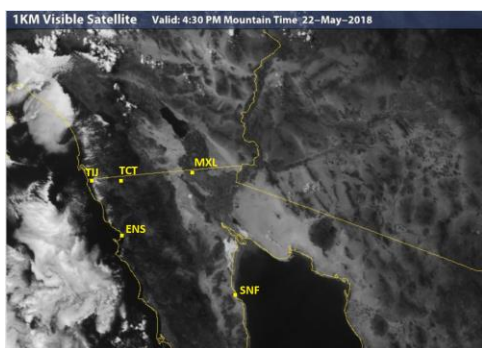 1KM Visible Satellite Valid: 4:30 PM Mountain Time 22-May-2018
MXL
TIJ TCT
ENS
SNF